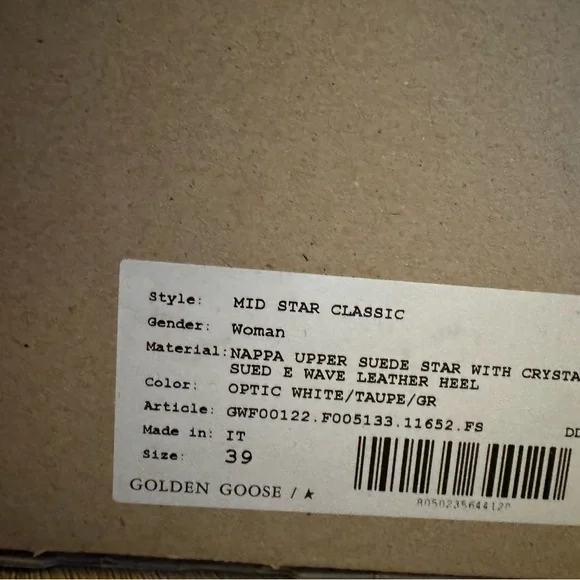 Style: MID STAR CLASSIC
Gender: Woman
Material: NAPPA UPPER SUEDE STAR WITH CRYSTA
SUED E WAVE LEATHER HEEL
Color: OPTIC WHITE/TAUPE/GR
Article: GWF00122.F005133.11652.FS
DD
Made in: IT
Size: 39
GOLDEN GOOSE / ★